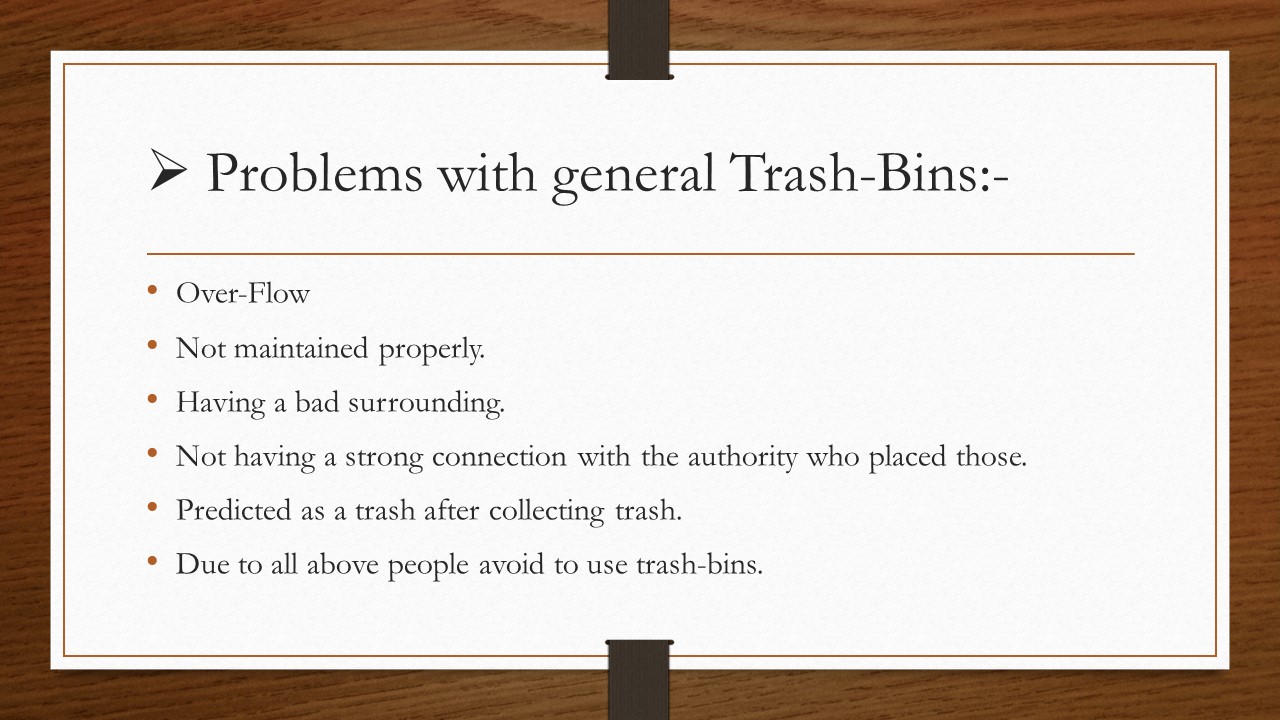 ➢ Problems with general Trash-Bins:-
• Over-Flow
• Not maintained properly.
• Having a bad surrounding.
• Not having a strong connection with the authority who placed those.
• Predicted as a trash after collecting trash.
• Due to all above people avoid to use trash-bins.